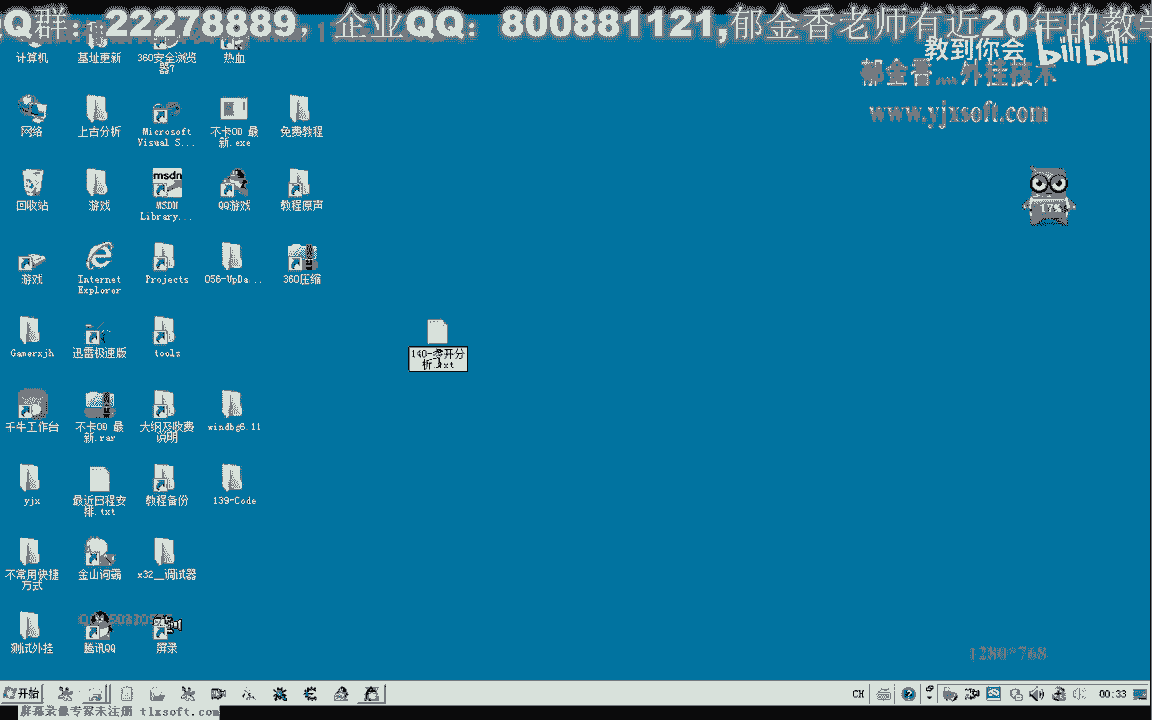 Q群: 22278889， 企业QQ: 800881121,郁金香老师有近20年的教学
教到你会 bilibili
郁金香灬外挂技术
www.yjxsoft.com
计算机
基址更新
360安全浏览器7
热血
网络
上古分析
Microsoft Visual S...
不卡OD 最新.exe
免费教程
回收站
游戏
msdn
MSDN Library...
QQ游戏
教程原声
17%
游戏
Internet Explorer
Projects
056-UpDa...
360压缩
Gamerxjh
迅雷极速版
tools
140-
分析.txt
千牛工作台
不卡OD 最新.rar
大纲及收费说明
windbg6.11
yjx
最近日程安排.txt
教程备份
139-Code
不常用快捷方式
金山词霸
x32__调试器
测试外挂
腾讯QQ
屏录
1280*768
开始
CH
00:33
屏幕录像专家未注册 tlxsoft.com